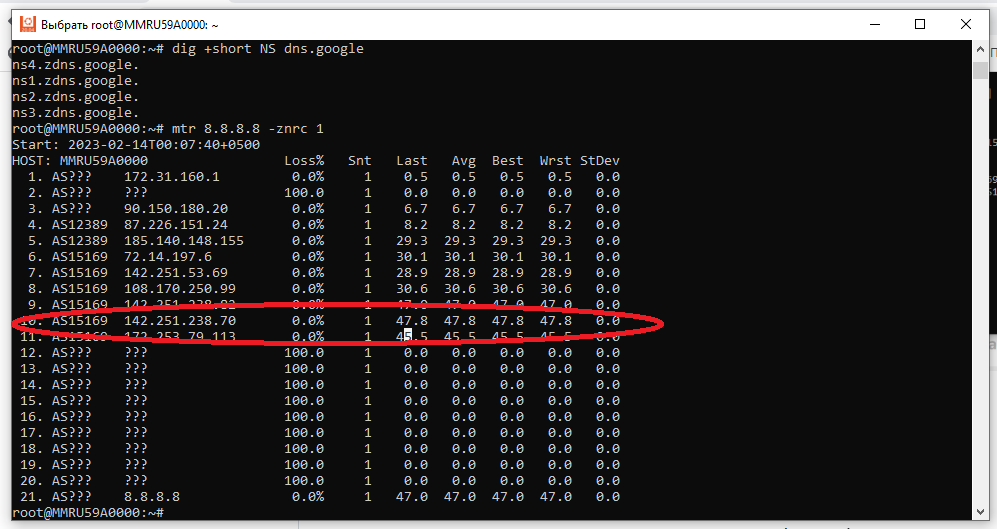 Выбрать root@MMRU59A0000: ~
root@MMRU59A0000:~# dig +short NS dns.google
ns4.zdns.google.
ns1.zdns.google.
ns2.zdns.google.
ns3.zdns.google.
root@MMRU59A0000:~# mtr 8.8.8.8 -znrc 1
Start: 2023-02-14T00:07:40+0500
HOST: MMRU59A0000 Loss% Snt Last Avg Best Wrst StDev
1. AS??? 172.31.160.1 0.0% 1 0.5 0.5 0.5 0.5 0.0
2. AS??? ??? 100.0 1 0.0 0.0 0.0 0.0 0.0
3. AS??? 90.150.180.20 0.0% 1 6.7 6.7 6.7 6.7 0.0
4. AS12389 87.226.151.24 0.0% 1 8.2 8.2 8.2 8.2 0.0
5. AS12389 185.140.148.155 0.0% 1 29.3 29.3 29.3 29.3 0.0
6. AS15169 72.14.197.6 0.0% 1 30.1 30.1 30.1 30.1 0.0
7. AS15169 142.251.53.69 0.0% 1 28.9 28.9 28.9 28.9 0.0
8. AS15169 108.170.250.99 0.0% 1 30.6 30.6 30.6 30.6 0.0
9. AS15169 0.0% 1 47.0 47.0 47.0 47.0 0.0
10. AS15169 142.251.238.70 0.0% 1 47.8 47.8 47.8 47.8 0.0
11. AS15169 172.253.79.113 0.0% 1 45.5 45.5 45.5 45.5 0.0
12. AS??? ??? 100.0 1 0.0 0.0 0.0 0.0 0.0
13. AS??? ??? 100.0 1 0.0 0.0 0.0 0.0 0.0
14. AS??? ??? 100.0 1 0.0 0.0 0.0 0.0 0.0
15. AS??? ??? 100.0 1 0.0 0.0 0.0 0.0 0.0
16. AS??? ??? 100.0 1 0.0 0.0 0.0 0.0 0.0
17. AS??? ??? 100.0 1 0.0 0.0 0.0 0.0 0.0
18. AS??? ??? 100.0 1 0.0 0.0 0.0 0.0 0.0
19. AS??? ??? 100.0 1 0.0 0.0 0.0 0.0 0.0
20. AS??? ??? 100.0 1 0.0 0.0 0.0 0.0 0.0
21. AS??? 8.8.8.8 0.0% 1 47.0 47.0 47.0 47.0 0.0
root@MMRU59A0000:~#